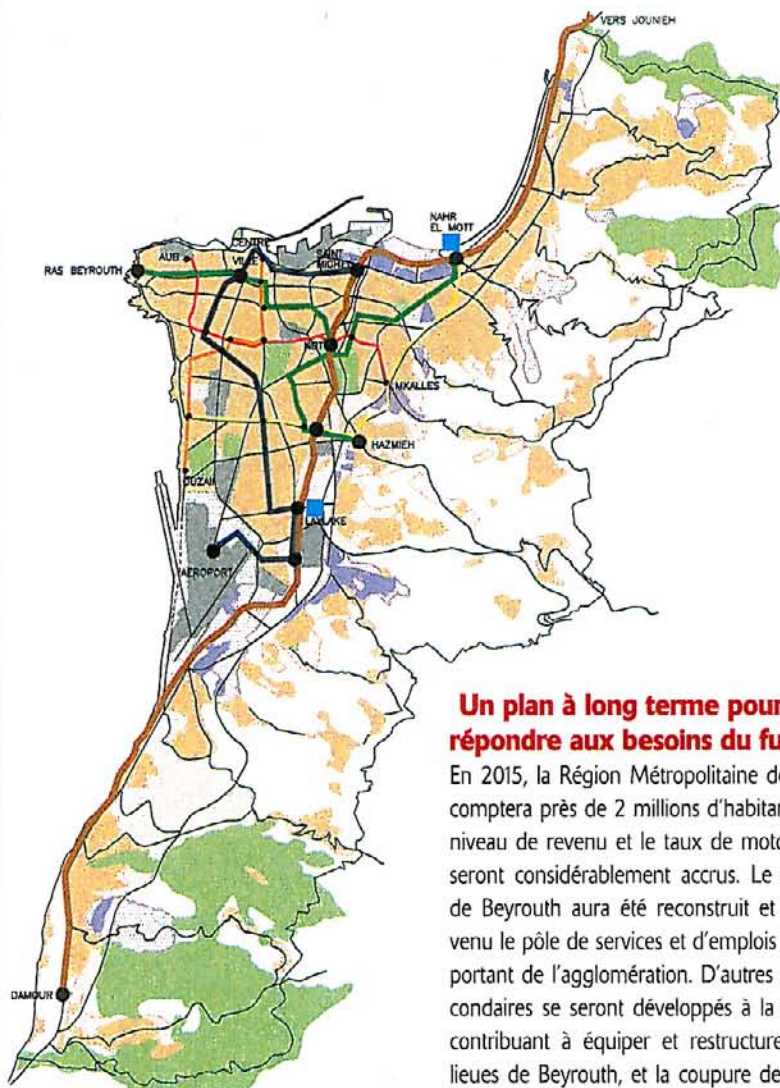 VERS JOUNIEH
NAHR
EL MOTT
CENTRE
VILLE
SAINT
MICHEL
AUB
RAS BEYROUTH
MKALLES
HAZMIEH
OUZAI
LAYLAKE
AEROPORT
DAMOUR
Un plan à long terme pour
répondre aux besoins du fu
En 2015, la Région Métropolitaine de
comptera près de 2 millions d'habitan
niveau de revenu et le taux de moto
seront considérablement accrus. Le
de Beyrouth aura été reconstruit et
venu le pôle de services et d'emplois
portant de l'agglomération. D'autres
condaires se seront développés à la
contribuant à équiper et restructure
lieues de Beyrouth, et la coupure de